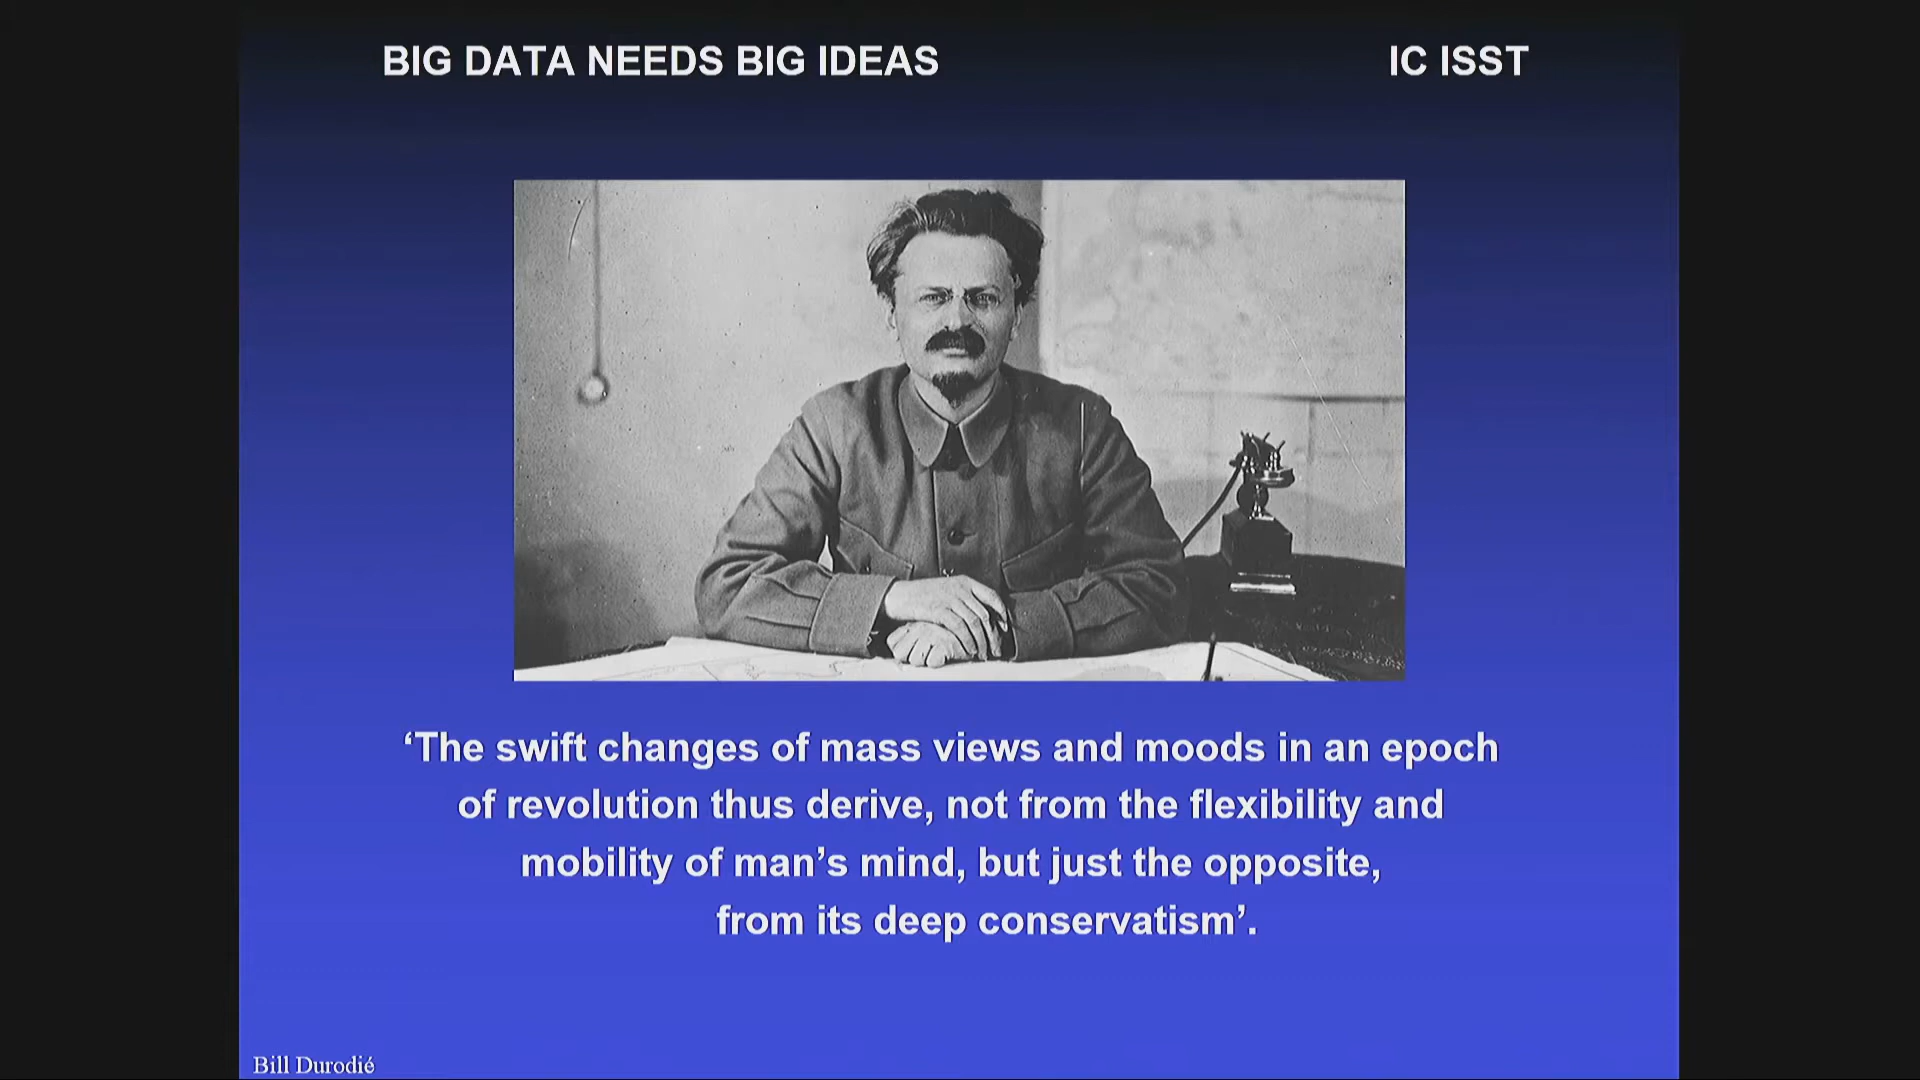 BIG DATA NEEDS BIG IDEAS
IC ISST
‘The swift changes of mass views and moods in an epoch
of revolution thus derive, not from the flexibility and
mobility of man’s mind, but just the opposite,
from its deep conservatism’.
Bill Durodié